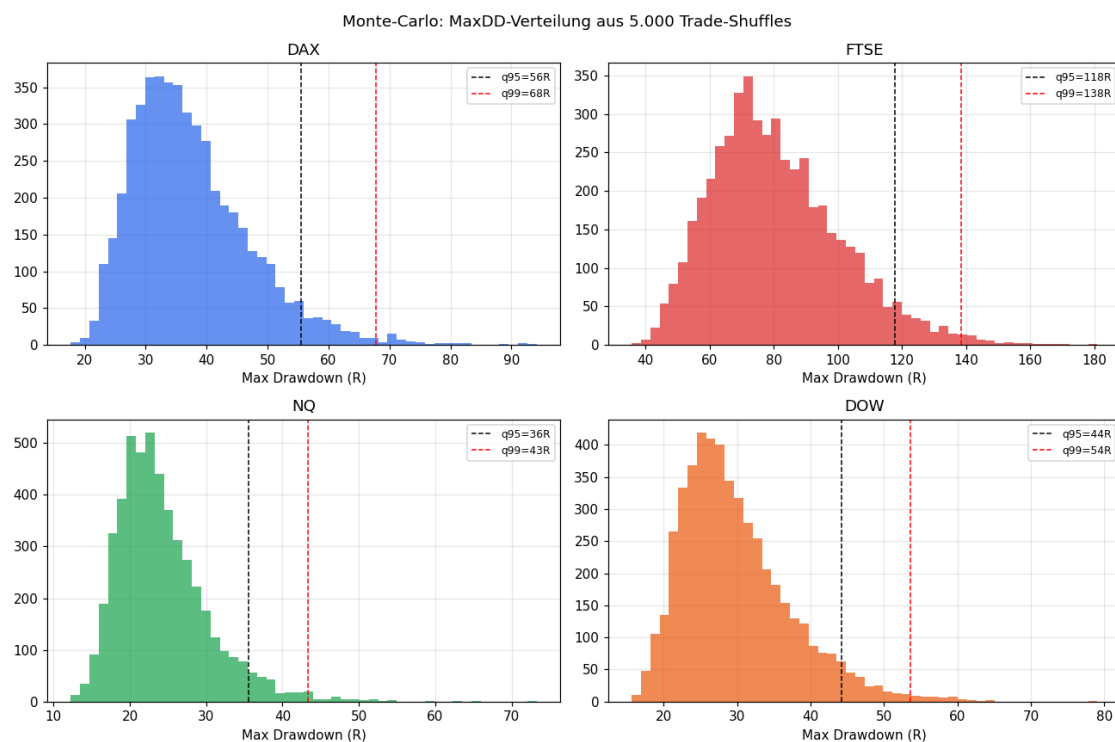 Monte-Carlo: MaxDD-Verteilung aus 5.000 Trade-Shuffles
DAX
350
300
250
200
150
100
50
0
q95=56R
q99=68R
20 30 40 50 60 70 80 90
Max Drawdown (R)
FTSE
350
300
250
200
150
100
50
0
q95=118R
q99=138R
40 60 80 100 120 140 160 180
Max Drawdown (R)
NQ
500
400
300
200
100
0
q95=36R
q99=43R
10 20 30 40 50 60 70
Max Drawdown (R)
DOW
400
350
300
250
200
150
100
50
0
q95=44R
q99=54R
20 30 40 50 60 70 80
Max Drawdown (R)